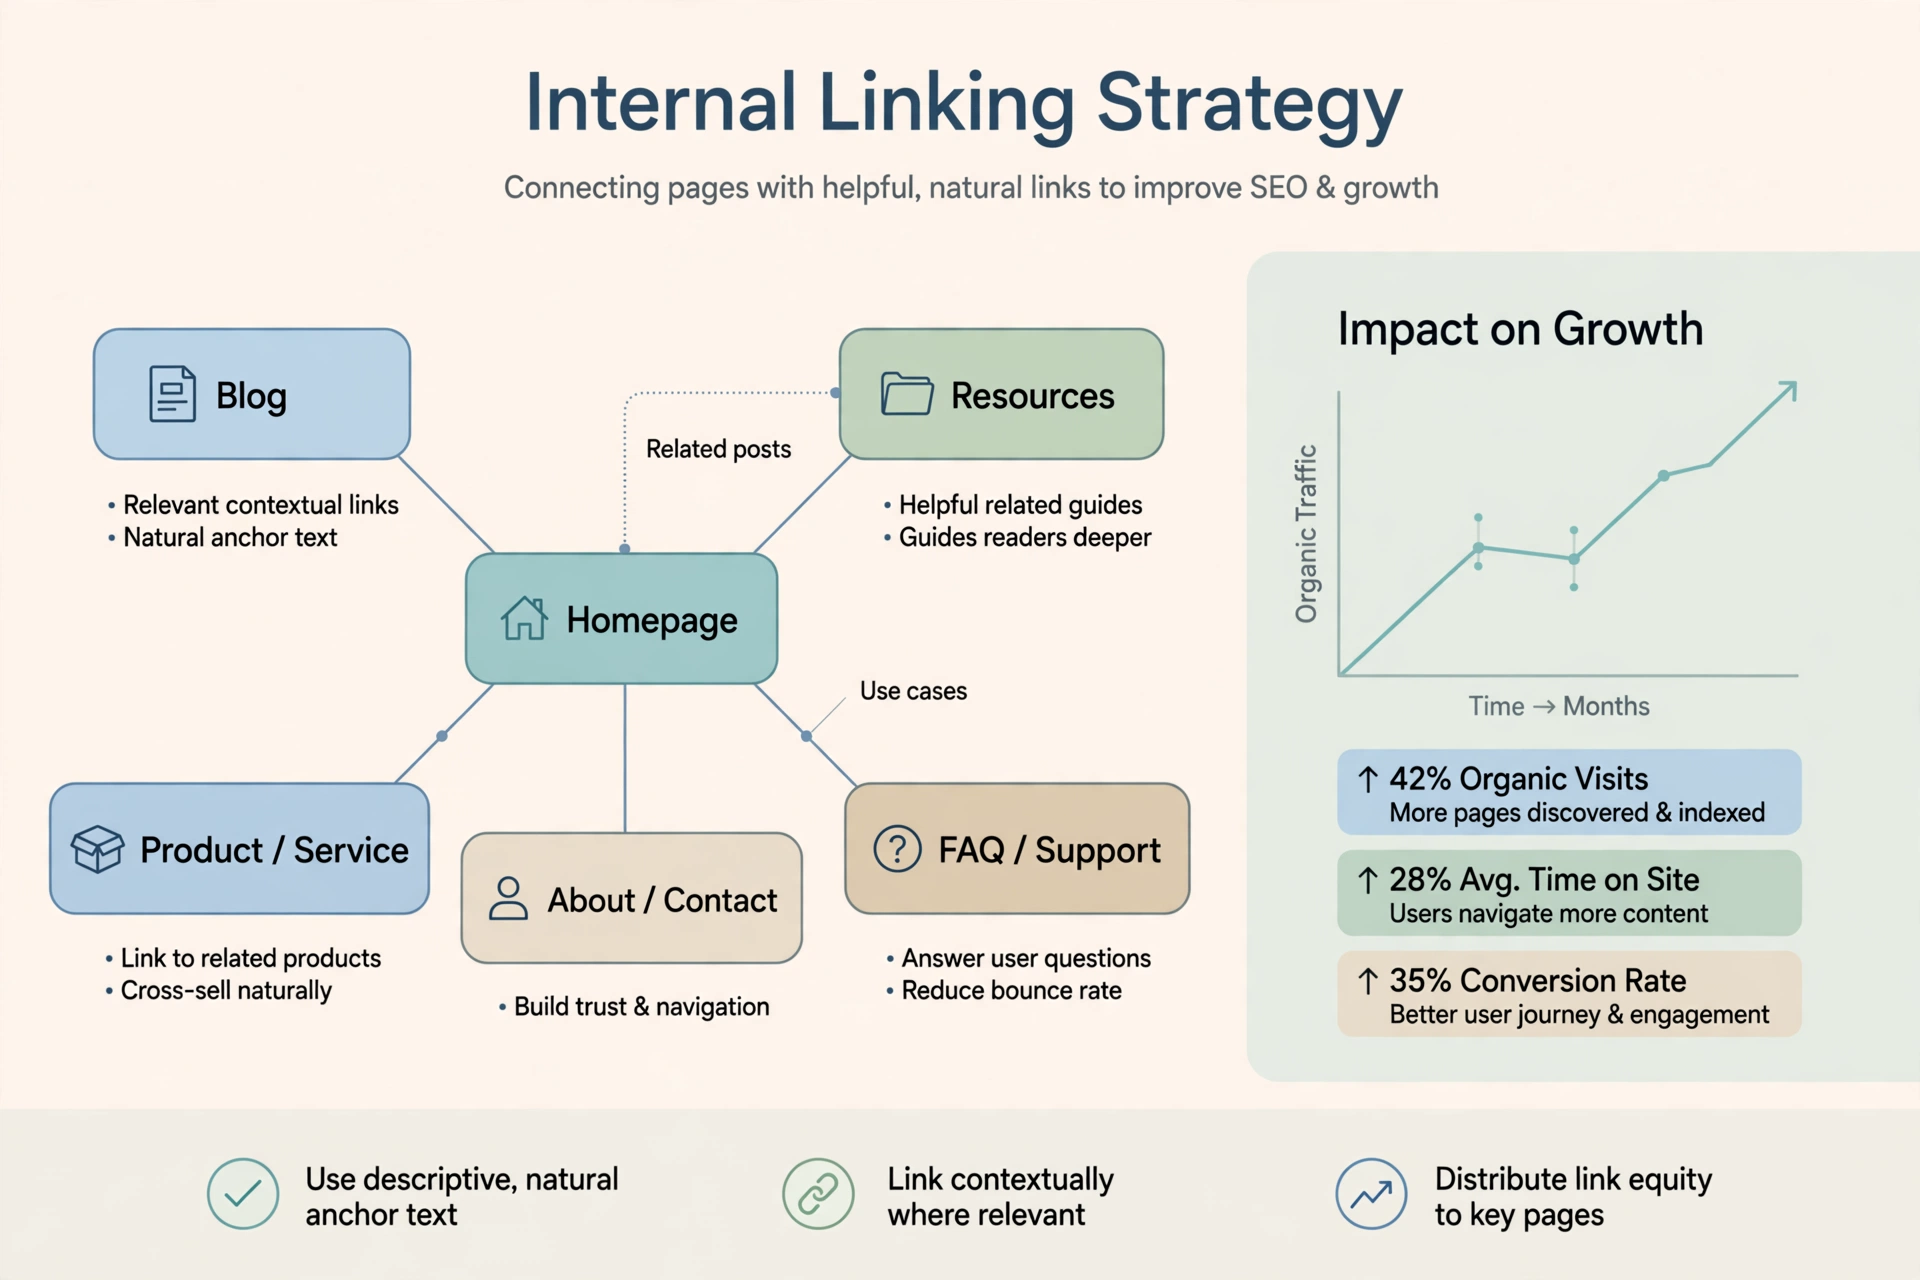 Internal Linking Strategy
Connecting pages with helpful, natural links to improve SEO & growth
Blog
• Relevant contextual links
• Natural anchor text
Related posts
Resources
• Helpful related guides
• Guides readers deeper
Homepage
Use cases
Product / Service
• Link to related products
• Cross-sell naturally
About / Contact
• Build trust & navigation
FAQ / Support
• Answer user questions
• Reduce bounce rate
Impact on Growth
Organic Traffic
Time → Months
↑ 42% Organic Visits
More pages discovered & indexed
↑ 28% Avg. Time on Site
Users navigate more content
↑ 35% Conversion Rate
Better user journey & engagement
Use descriptive, natural
anchor text
Link contextually
where relevant
Distribute link equity
to key pages